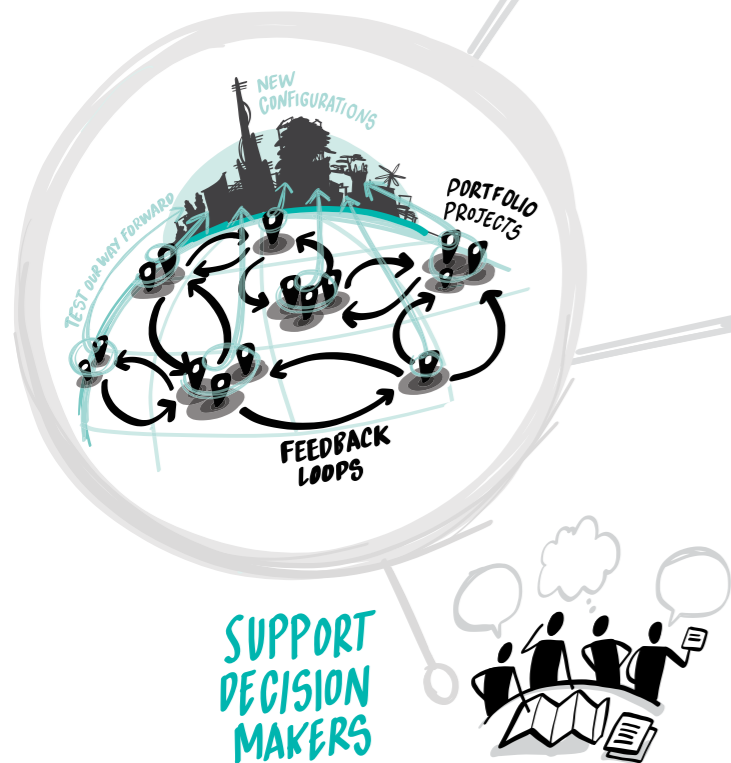 NEW
CONFIGURATIONS
PORTFOLIO
PROJECTS
TEST OUR WAY FORWARD
FEEDBACK
LOOPS
SUPPORT
DECISION
MAKERS